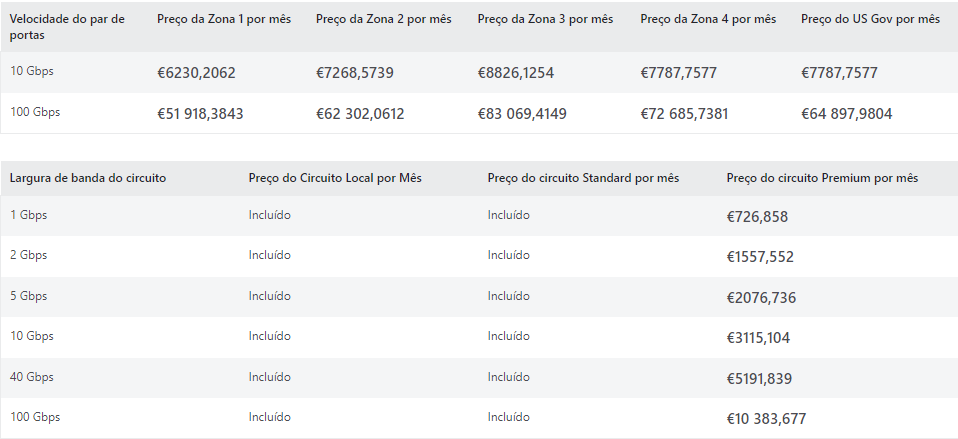 Velocidade do par de portas Preço da Zona 1 por mês Preço da Zona 2 por mês Preço da Zona 3 por mês Preço da Zona 4 por mês Preço do US Gov por mês
10 Gbps €6230,2062 €7268,5739 €8826,1254 €7787,7577 €7787,7577
100 Gbps €51 918,3843 €62 302,0612 €83 069,4149 €72 685,7381 €64 897,9804
Largura de banda do circuito Preço do Circuito Local por Mês Preço do circuito Standard por mês Preço do circuito Premium por mês
1 Gbps Incluído Incluído €726,858
2 Gbps Incluído Incluído €1557,552
5 Gbps Incluído Incluído €2076,736
10 Gbps Incluído Incluído €3115,104
40 Gbps Incluído Incluído €5191,839
100 Gbps Incluído Incluído €10 383,677